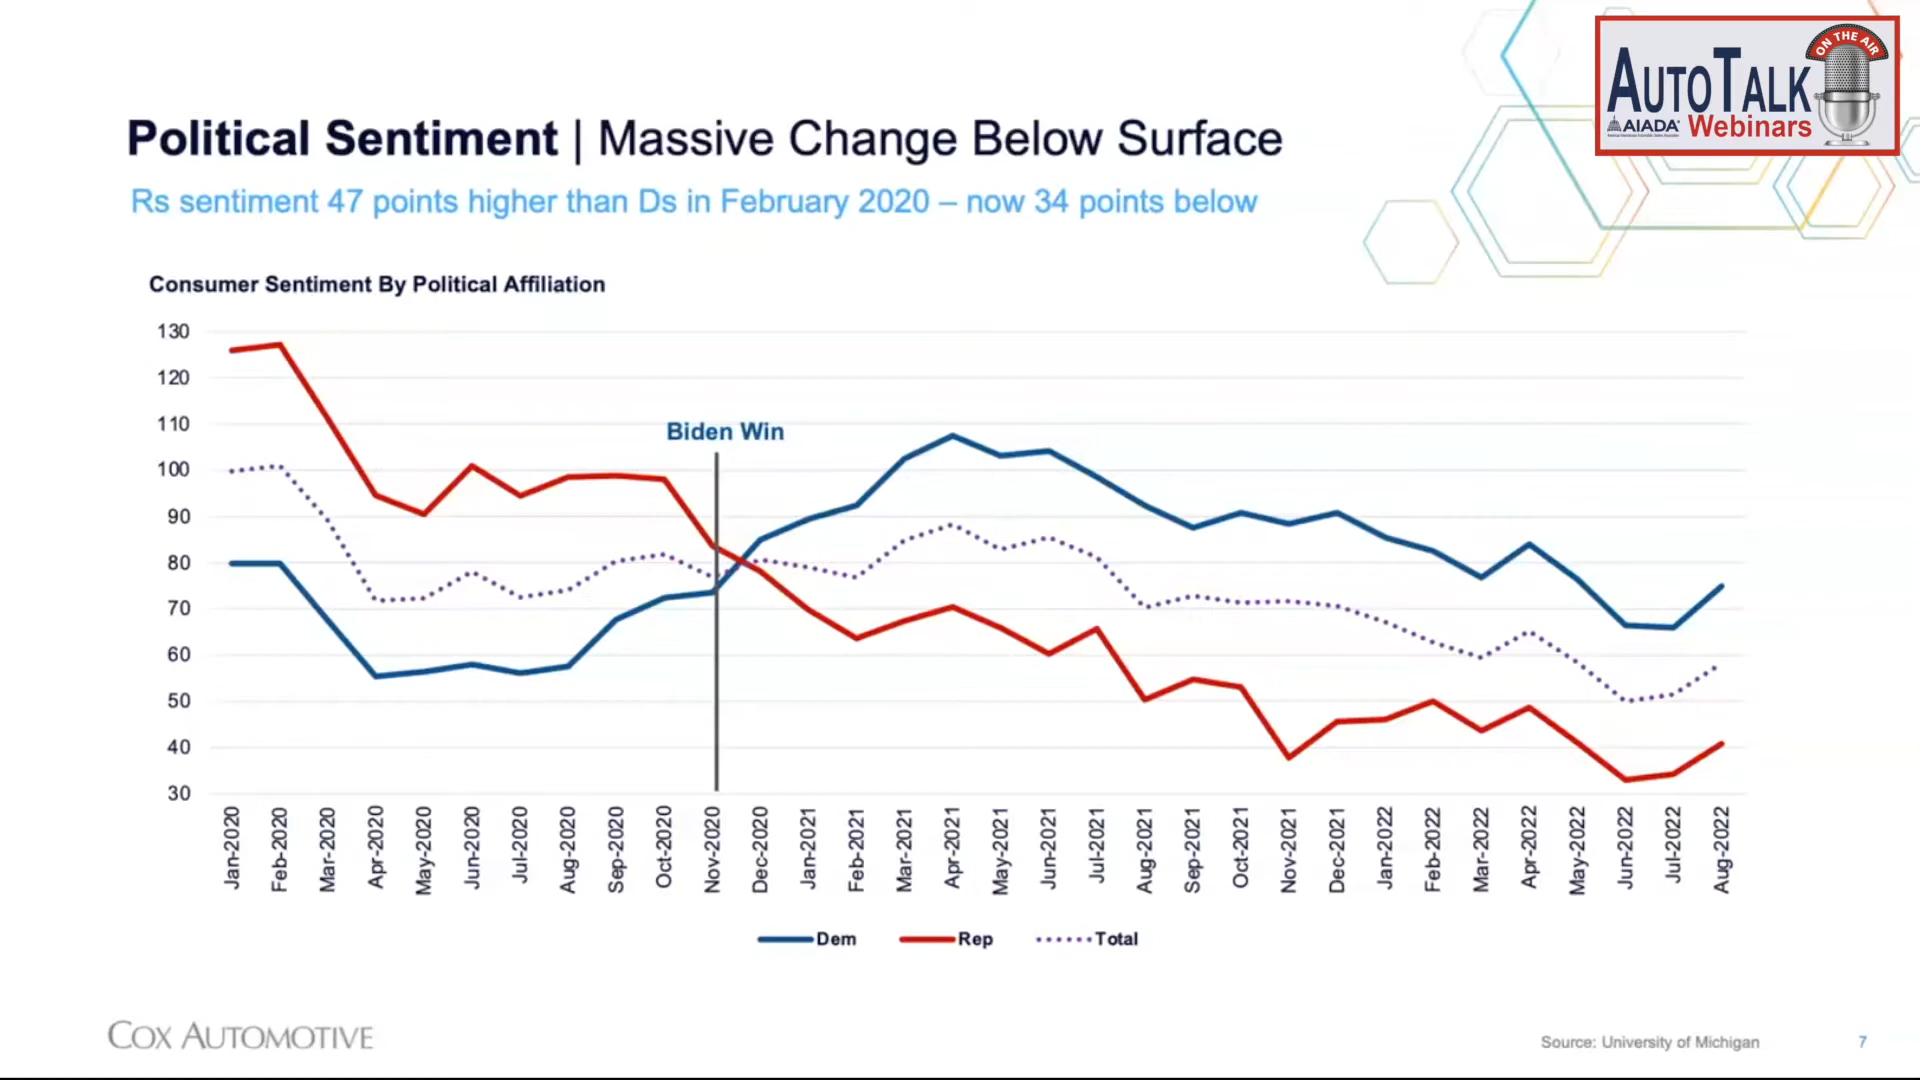 ON THE AIR
AUTOTALK
AIADA
Webinars
Political Sentiment | Massive Change Below Surface
Rs sentiment 47 points higher than Ds in February 2020 – now 34 points below
Consumer Sentiment By Political Affiliation
130
120
110
100
90
80
70
60
50
40
30
Biden Win
Jan-2020
Feb-2020
Mar-2020
Apr-2020
May-2020
Jun-2020
Jul-2020
Aug-2020
Sep-2020
Oct-2020
Nov-2020
Dec-2020
Jan-2021
Feb-2021
Mar-2021
Apr-2021
May-2021
Jun-2021
Jul-2021
Aug-2021
Sep-2021
Oct-2021
Nov-2021
Dec-2021
Jan-2022
Feb-2022
Mar-2022
Apr-2022
May-2022
Jun-2022
Jul-2022
Aug-2022
Dem Rep Total
COX AUTOMOTIVE
Source: University of Michigan 7